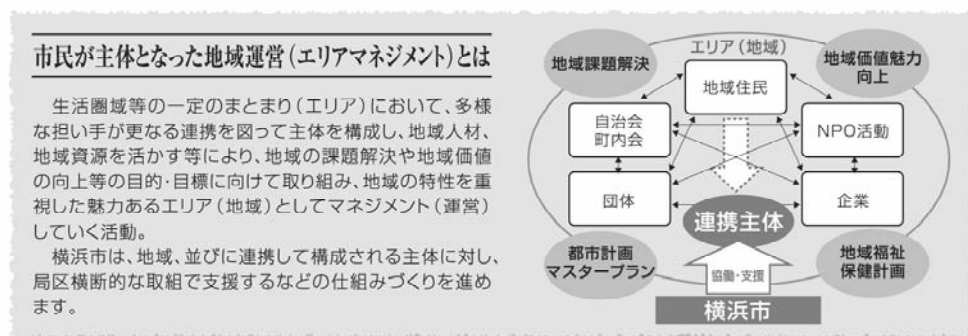 市民が主体となった地域運営(エリアマネジメント)とは
　生活圏域等の一定のまとまり(エリア)において、多様
な担い手が更なる連携を図って主体を構成し、地域人材、
地域資源を活かす等により、地域の課題解決や地域価値
の向上等の目的・目標に向けて取り組み、地域の特性を重
視した魅力あるエリア(地域)としてマネジメント(運営)
していく活動。
　横浜市は、地域、並びに連携して構成される主体に対し、
局区横断的な取組で支援するなどの仕組みづくりを進め
ます。
エリア(地域)
地域課題解決
地域価値魅力
向上
地域住民
自治会
町内会
NPO活動
団体
企業
連携主体
都市計画
マスタープラン
地域福祉
保健計画
協働・支援
横浜市